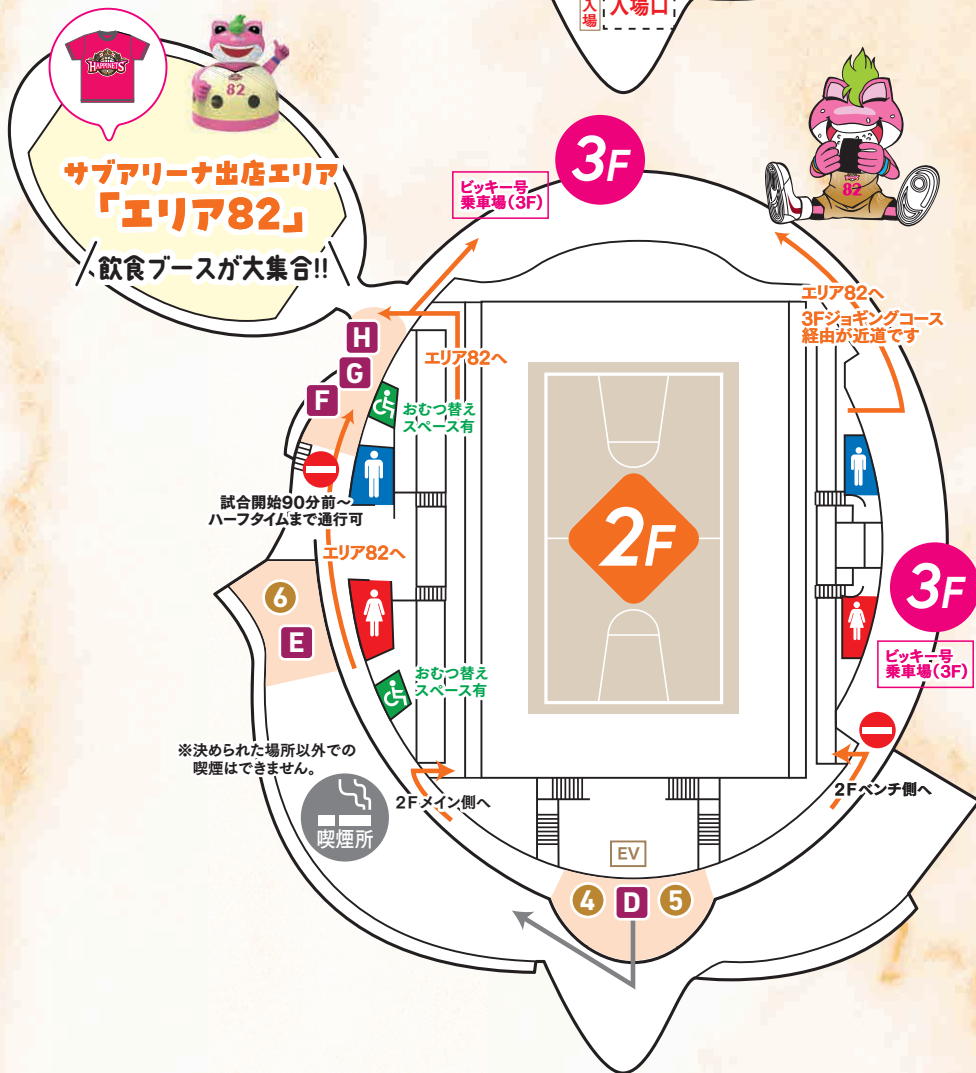 入場
入場口
HAPPINETS
82
サブアリーナ出店エリア
「エリア82」
飲食ブースが大集合!!
3F
ビッキー号
乗車場(3F)
82
エリア82へ
3Fジョギングコース
経由が近道です
H
G
F
エリア82へ
おむつ替え
スペース有
試合開始90分前～
ハーフタイムまで通行可
エリア82へ
2F
6
E
3F
ビッキー号
乗車場(3F)
おむつ替え
スペース有
※決められた場所以外での
喫煙はできません。
喫煙所
2Fメイン側へ
2Fベンチ側へ
EV
4
D
5